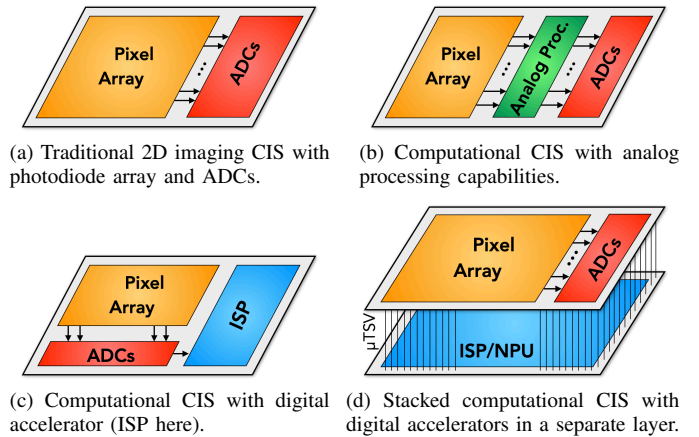 Pixel
Array
ADCs
Pixel
Array
Analog Proc.
ADCs
(a) Traditional 2D imaging CIS with
photodiode array and ADCs.
(b) Computational CIS with analog
processing capabilities.
Pixel
Array
ADCs
ISP
Pixel
Array
ADCs
μTSV
ISP/NPU
(c) Computational CIS with digital
accelerator (ISP here).
(d) Stacked computational CIS with
digital accelerators in a separate layer.